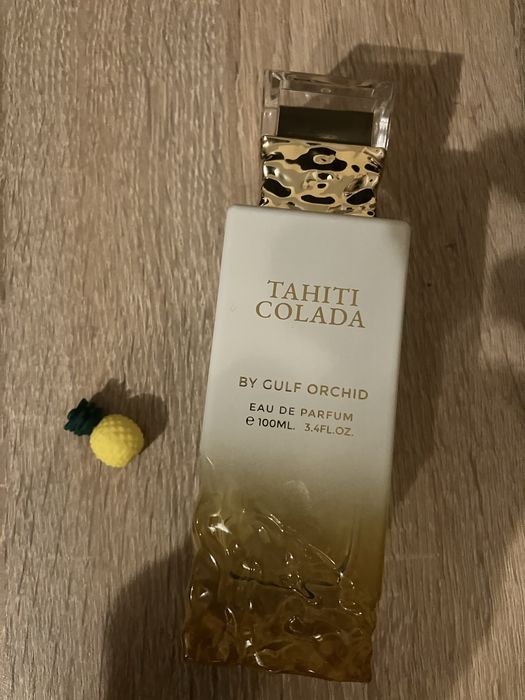 TAHITI
COLADA
BY GULF ORCHID
EAU DE PARFUM
℮ 100ML. 3.4FL.OZ.